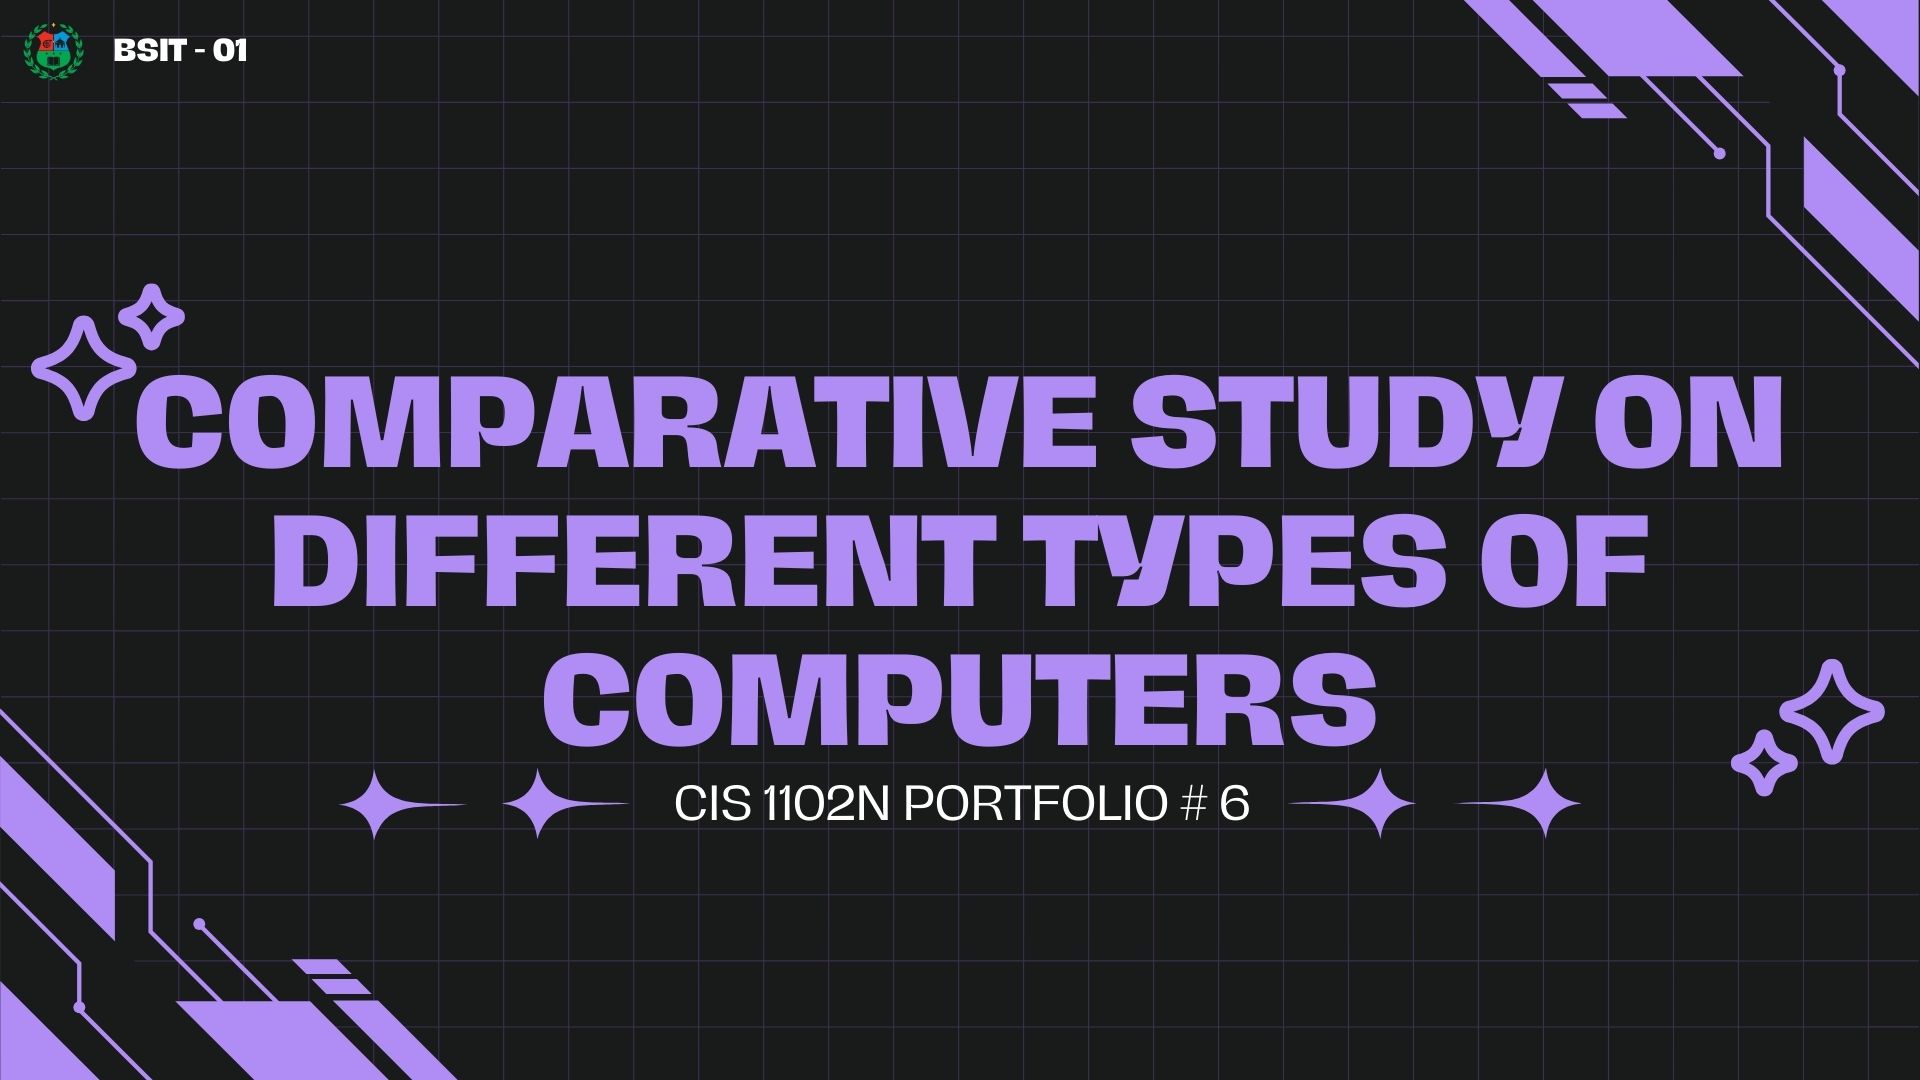 BSIT - 01
COMPARATIVE STUDY ON
DIFFERENT TYPES OF
COMPUTERS
CIS 1102N PORTFOLIO # 6